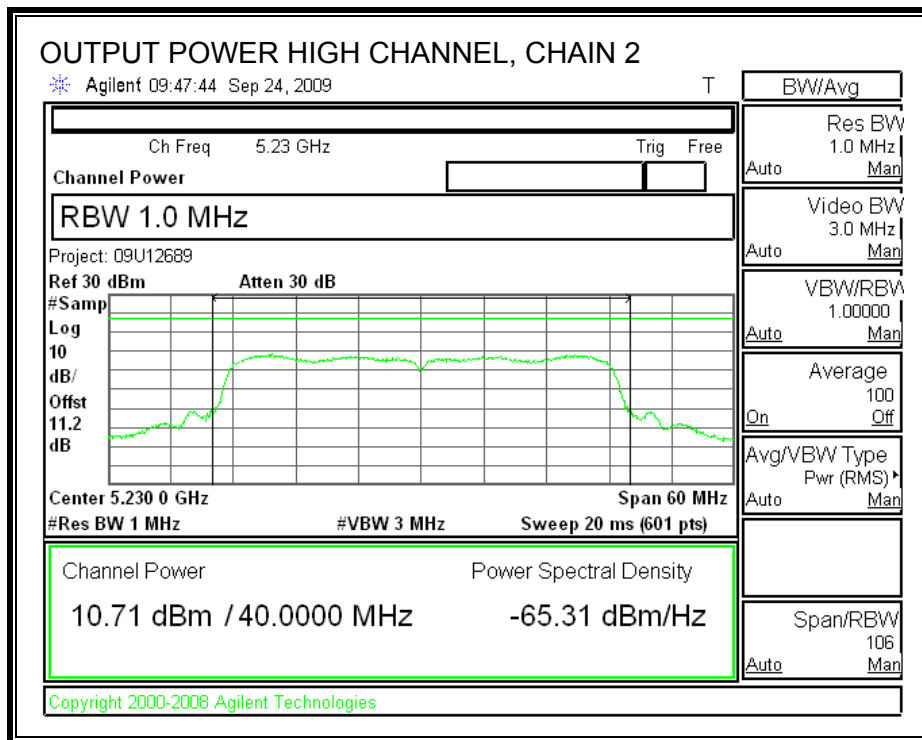 OUTPUT POWER HIGH CHANNEL, CHAIN 2
Agilent 09:47:44 Sep 24, 2009 T
Ch Freq 5.23 GHz Trig Free
Channel Power
RBW 1.0 MHz
Project: 09U12689
Ref 30 dBm Atten 30 dB
#Samp
Log
10
dB/
Offst
11.2
dB
Center 5.230 0 GHz Span 60 MHz
#Res BW 1 MHz #VBW 3 MHz Sweep 20 ms (601 pts)
Channel Power Power Spectral Density
10.71 dBm / 40.0000 MHz -65.31 dBm/Hz
Copyright 2000-2008 Agilent Technologies
BW/Avg
Res BW
1.0 MHz
Auto Man
Video BW
3.0 MHz
Auto Man
VBW/RBW
1.00000
Auto Man
Average
100
On Off
Avg/VBW Type
Pwr (RMS)
Auto Man
Span/RBW
106
Auto Man